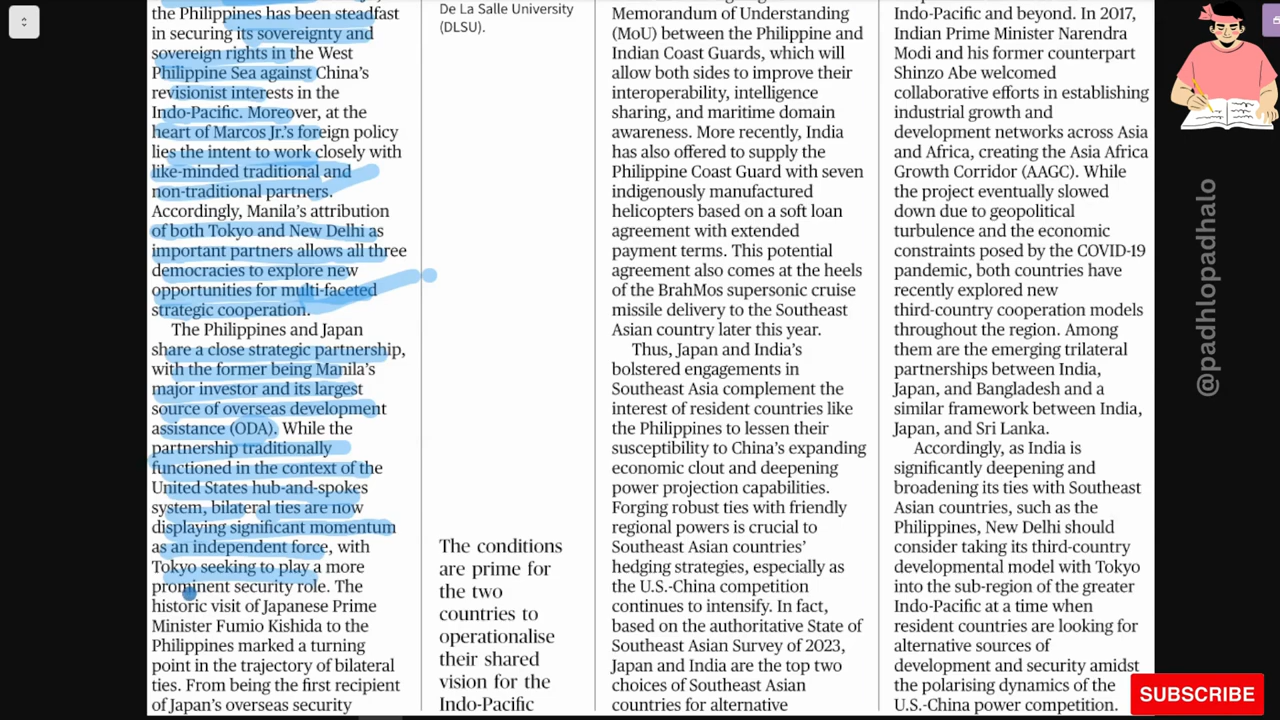 the Philippines has been steadfast
in securing its sovereignty and
sovereign rights in the West
Philippine Sea against China's
revisionist interests in the
Indo-Pacific. Moreover, at the
heart of Marcos Jr.'s foreign policy
lies the intent to work closely with
like-minded traditional and
non-traditional partners.
Accordingly, Manila's attribution
of both Tokyo and New Delhi as
important partners allows all three
democracies to explore new
opportunities for multi-faceted
strategic cooperation.
The Philippines and Japan
share a close strategic partnership,
with the former being Manila's
major investor and its largest
source of overseas development
assistance (ODA). While the
partnership traditionally
functioned in the context of the
United States hub-and-spokes
system, bilateral ties are now
displaying significant momentum
as an independent force, with
Tokyo seeking to play a more
prominent security role. The
historic visit of Japanese Prime
Minister Fumio Kishida to the
Philippines marked a turning
point in the trajectory of bilateral
ties. From being the first recipient
of Japan's overseas security
De La Salle University
(DLSU).
The conditions
are prime for
the two
countries to
operationalise
their shared
vision for the
Indo-Pacific
Memorandum of Understanding
(MoU) between the Philippine and
Indian Coast Guards, which will
allow both sides to improve their
interoperability, intelligence
sharing, and maritime domain
awareness. More recently, India
has also offered to supply the
Philippine Coast Guard with seven
indigenously manufactured
helicopters based on a soft loan
agreement with extended
payment terms. This potential
agreement also comes at the heels
of the BrahMos supersonic cruise
missile delivery to the Southeast
Asian country later this year.
Thus, Japan and India's
bolstered engagements in
Southeast Asia complement the
interest of resident countries like
the Philippines to lessen their
susceptibility to China's expanding
economic clout and deepening
power projection capabilities.
Forging robust ties with friendly
regional powers is crucial to
Southeast Asian countries'
hedging strategies, especially as
the U.S.-China competition
continues to intensify. In fact,
based on the authoritative State of
Southeast Asian Survey of 2023,
Japan and India are the top two
choices of Southeast Asian
countries for alternative
Indo-Pacific and beyond. In 2017,
Indian Prime Minister Narendra
Modi and his former counterpart
Shinzo Abe welcomed
collaborative efforts in establishing
industrial growth and
development networks across Asia
and Africa, creating the Asia Africa
Growth Corridor (AAGC). While
the project eventually slowed
down due to geopolitical
turbulence and the economic
constraints posed by the COVID-19
pandemic, both countries have
recently explored new
third-country cooperation models
throughout the region. Among
them are the emerging trilateral
partnerships between India,
Japan, and Bangladesh and a
similar framework between India,
Japan, and Sri Lanka.
Accordingly, as India is
significantly deepening and
broadening its ties with Southeast
Asian countries, such as the
Philippines, New Delhi should
consider taking its third-country
developmental model with Tokyo
into the sub-region of the greater
Indo-Pacific at a time when
resident countries are looking for
alternative sources of
development and security amidst
the polarising dynamics of the
U.S.-China power competition.
@padhlopadhalo
SUBSCRIBE